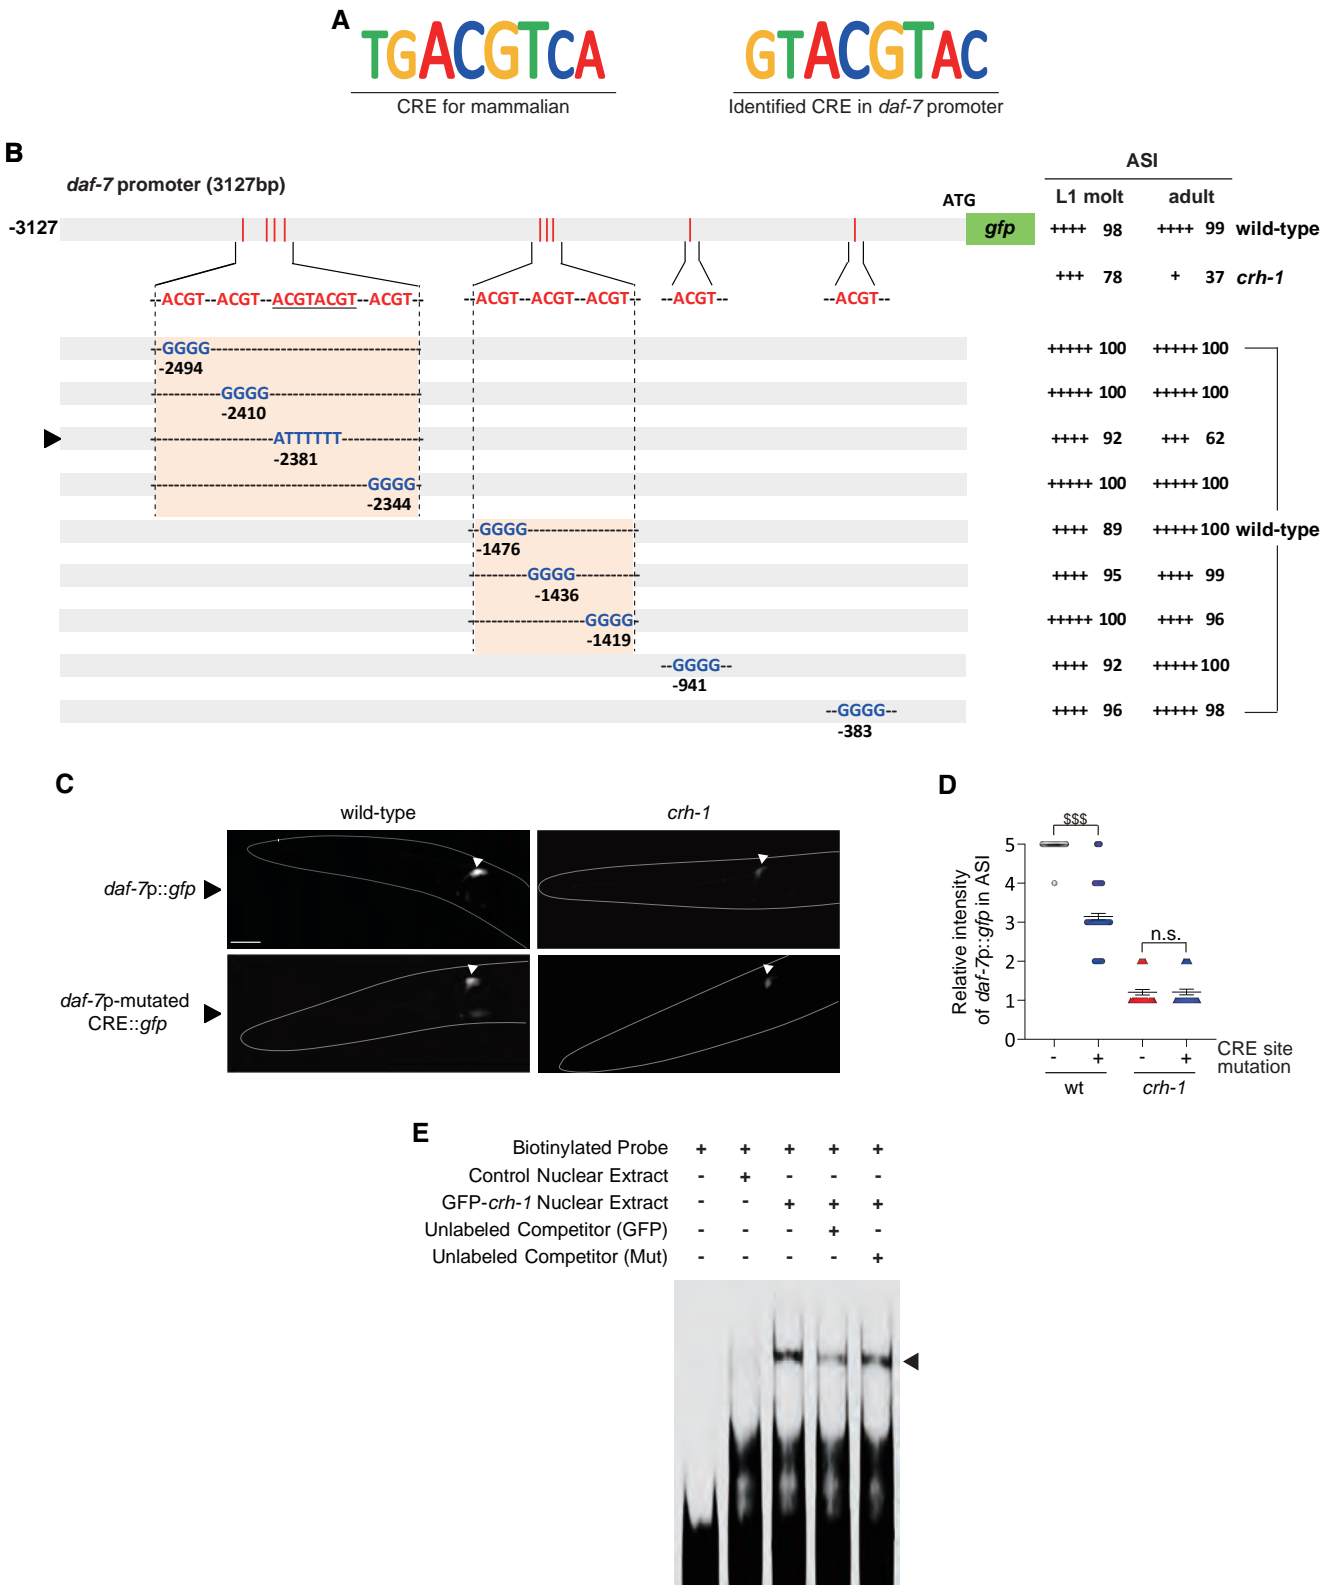 A
TGACGTCA
CRE for mammalian
GTACGTAC
Identified CRE in daf-7 promoter
B
daf-7 promoter (3127bp)
-3127
ATG
gfp
ASI
L1 molt adult
++++ 98 ++++ 99 wild-type
+++ 78 + 37 crh-1
--ACGT--ACGT--ACGTACGT--ACGT--
--ACGT--ACGT--ACGT--
--ACGT--
--ACGT--
GGGG
-2494
+++++ 100 +++++ 100
GGGG
-2410
+++++ 100 +++++ 100
ATTTTTT
-2381
++++ 92 +++ 62
GGGG
-2344
+++++ 100 +++++ 100
GGGG
-1476
++++ 89 +++++ 100 wild-type
GGGG
-1436
++++ 95 ++++ 99
GGGG
-1419
+++++ 100 ++++ 96
--GGGG--
-941
++++ 92 +++++ 100
--GGGG--
-383
++++ 96 +++++ 98
C
wild-type
crh-1
daf-7p::gfp
daf-7p-mutated
CRE::gfp
D
Relative intensity
of daf-7p::gfp in ASI
5
4
3
2
1
0
$$$
n.s.
- + - +
CRE site
mutation
wt
crh-1
E
Biotinylated Probe + + + + +
Control Nuclear Extract - + - - -
GFP-crh-1 Nuclear Extract - - + + +
Unlabeled Competitor (GFP) - - - + -
Unlabeled Competitor (Mut) - - - - +